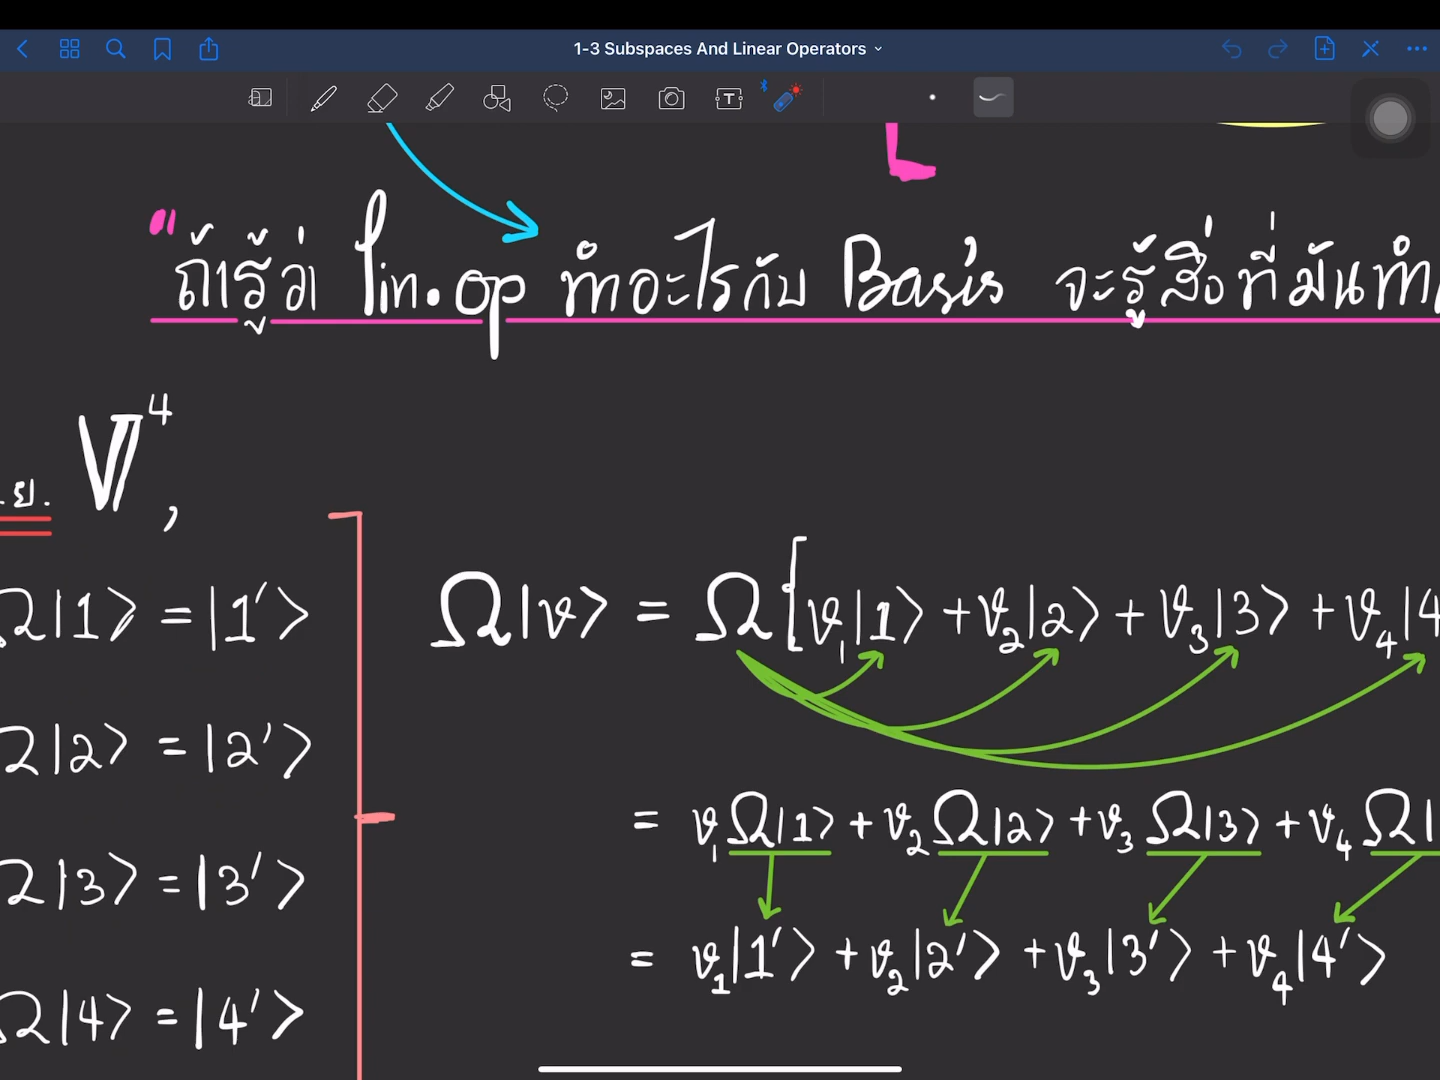 1-3 Subspaces And Linear Operators
"ถ้ารู้ว่า lin.op ทำอะไรกับ Basis จะรู้สิ่งที่มันทำ
.ย. 𝕍⁴,
Ω|1⟩ = |1′⟩
Ω|2⟩ = |2′⟩
Ω|3⟩ = |3′⟩
Ω|4⟩ = |4′⟩
Ω|v⟩ = Ω[v₁|1⟩ + v₂|2⟩ + v₃|3⟩ + v₄|4
= v₁Ω|1⟩ + v₂Ω|2⟩ + v₃Ω|3⟩ + v₄Ω|
= v₁|1′⟩ + v₂|2′⟩ + v₃|3′⟩ + v₄|4′⟩